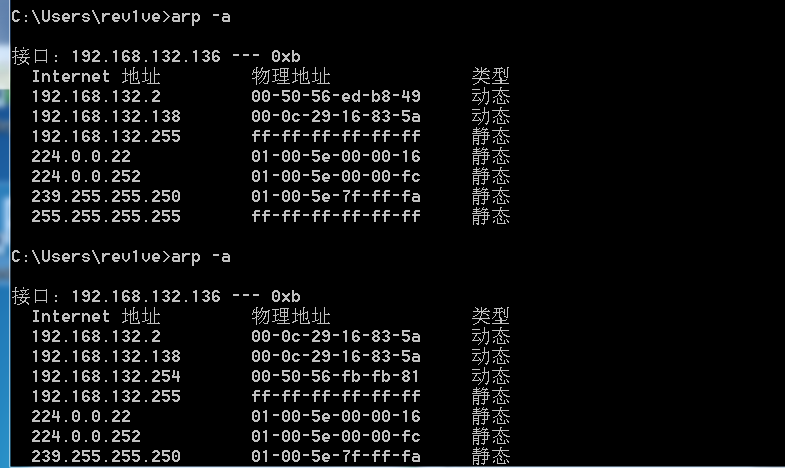 C:\Users\rev1ve>arp -a
接口: 192.168.132.136 --- 0xb
Internet 地址 物理地址 类型
192.168.132.2 00-50-56-ed-b8-49 动态
192.168.132.138 00-0c-29-16-83-5a 动态
192.168.132.255 ff-ff-ff-ff-ff-ff 静态
224.0.0.22 01-00-5e-00-00-16 静态
224.0.0.252 01-00-5e-00-00-fc 静态
239.255.255.250 01-00-5e-7f-ff-fa 静态
255.255.255.255 ff-ff-ff-ff-ff-ff 静态
C:\Users\rev1ve>arp -a
接口: 192.168.132.136 --- 0xb
Internet 地址 物理地址 类型
192.168.132.2 00-0c-29-16-83-5a 动态
192.168.132.138 00-0c-29-16-83-5a 动态
192.168.132.254 00-50-56-fb-fb-81 动态
192.168.132.255 ff-ff-ff-ff-ff-ff 静态
224.0.0.22 01-00-5e-00-00-16 静态
224.0.0.252 01-00-5e-00-00-fc 静态
239.255.255.250 01-00-5e-7f-ff-fa 静态